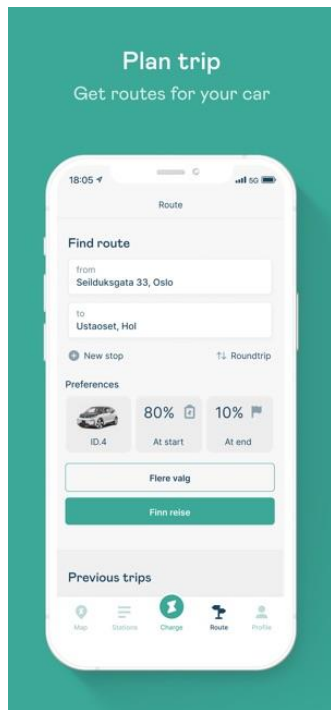 Plan trip
Get routes for your car
18:05
5G
Route
Find route
from
Seilduksgata 33, Oslo
to
Ustaoset, Hol
New stop
Roundtrip
Preferences
80%
10%
ID.4
At start
At end
Flere valg
Finn reise
Previous trips
Map
Stations
Charge
Route
Profile